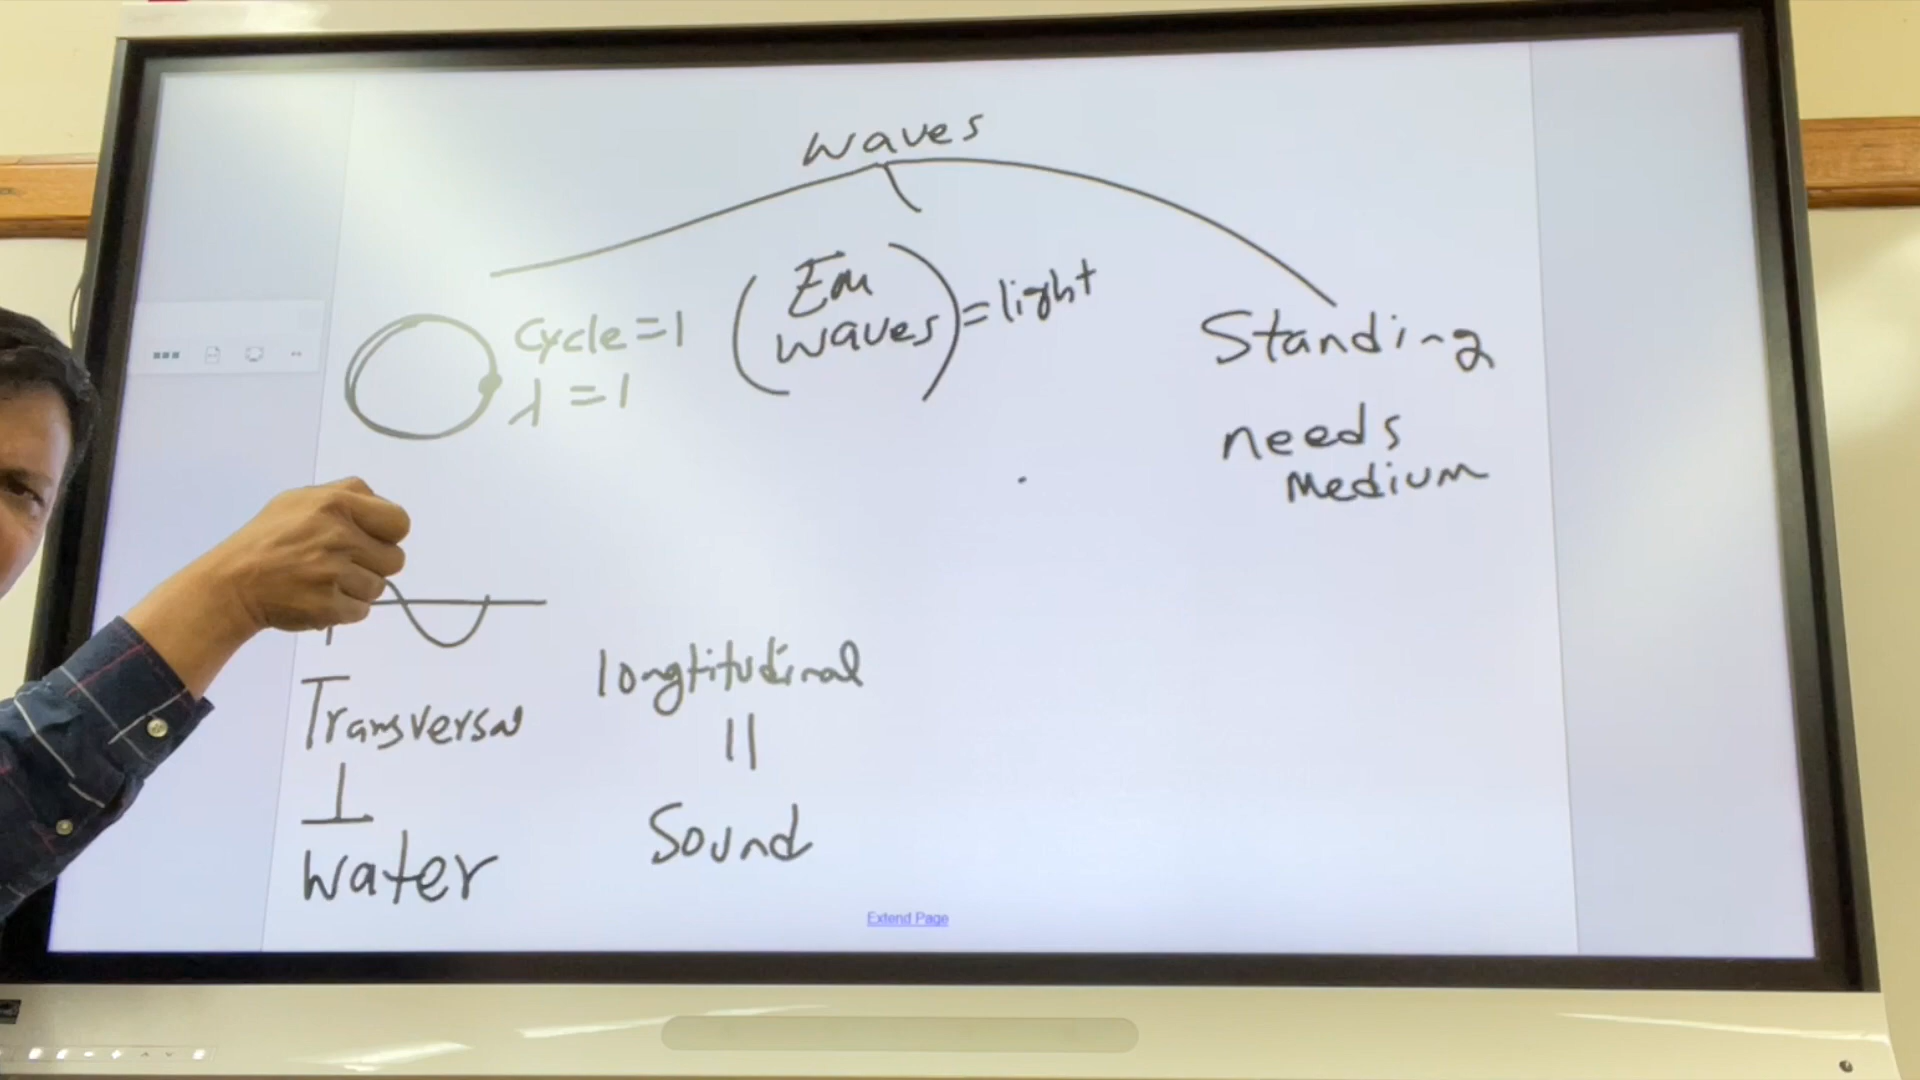 waves
Cycle = 1
λ = 1
(Em
waves) = light
Standing
needs
medium
Transversal
⊥
water
longtitudinal
||
Sound
Extend Page